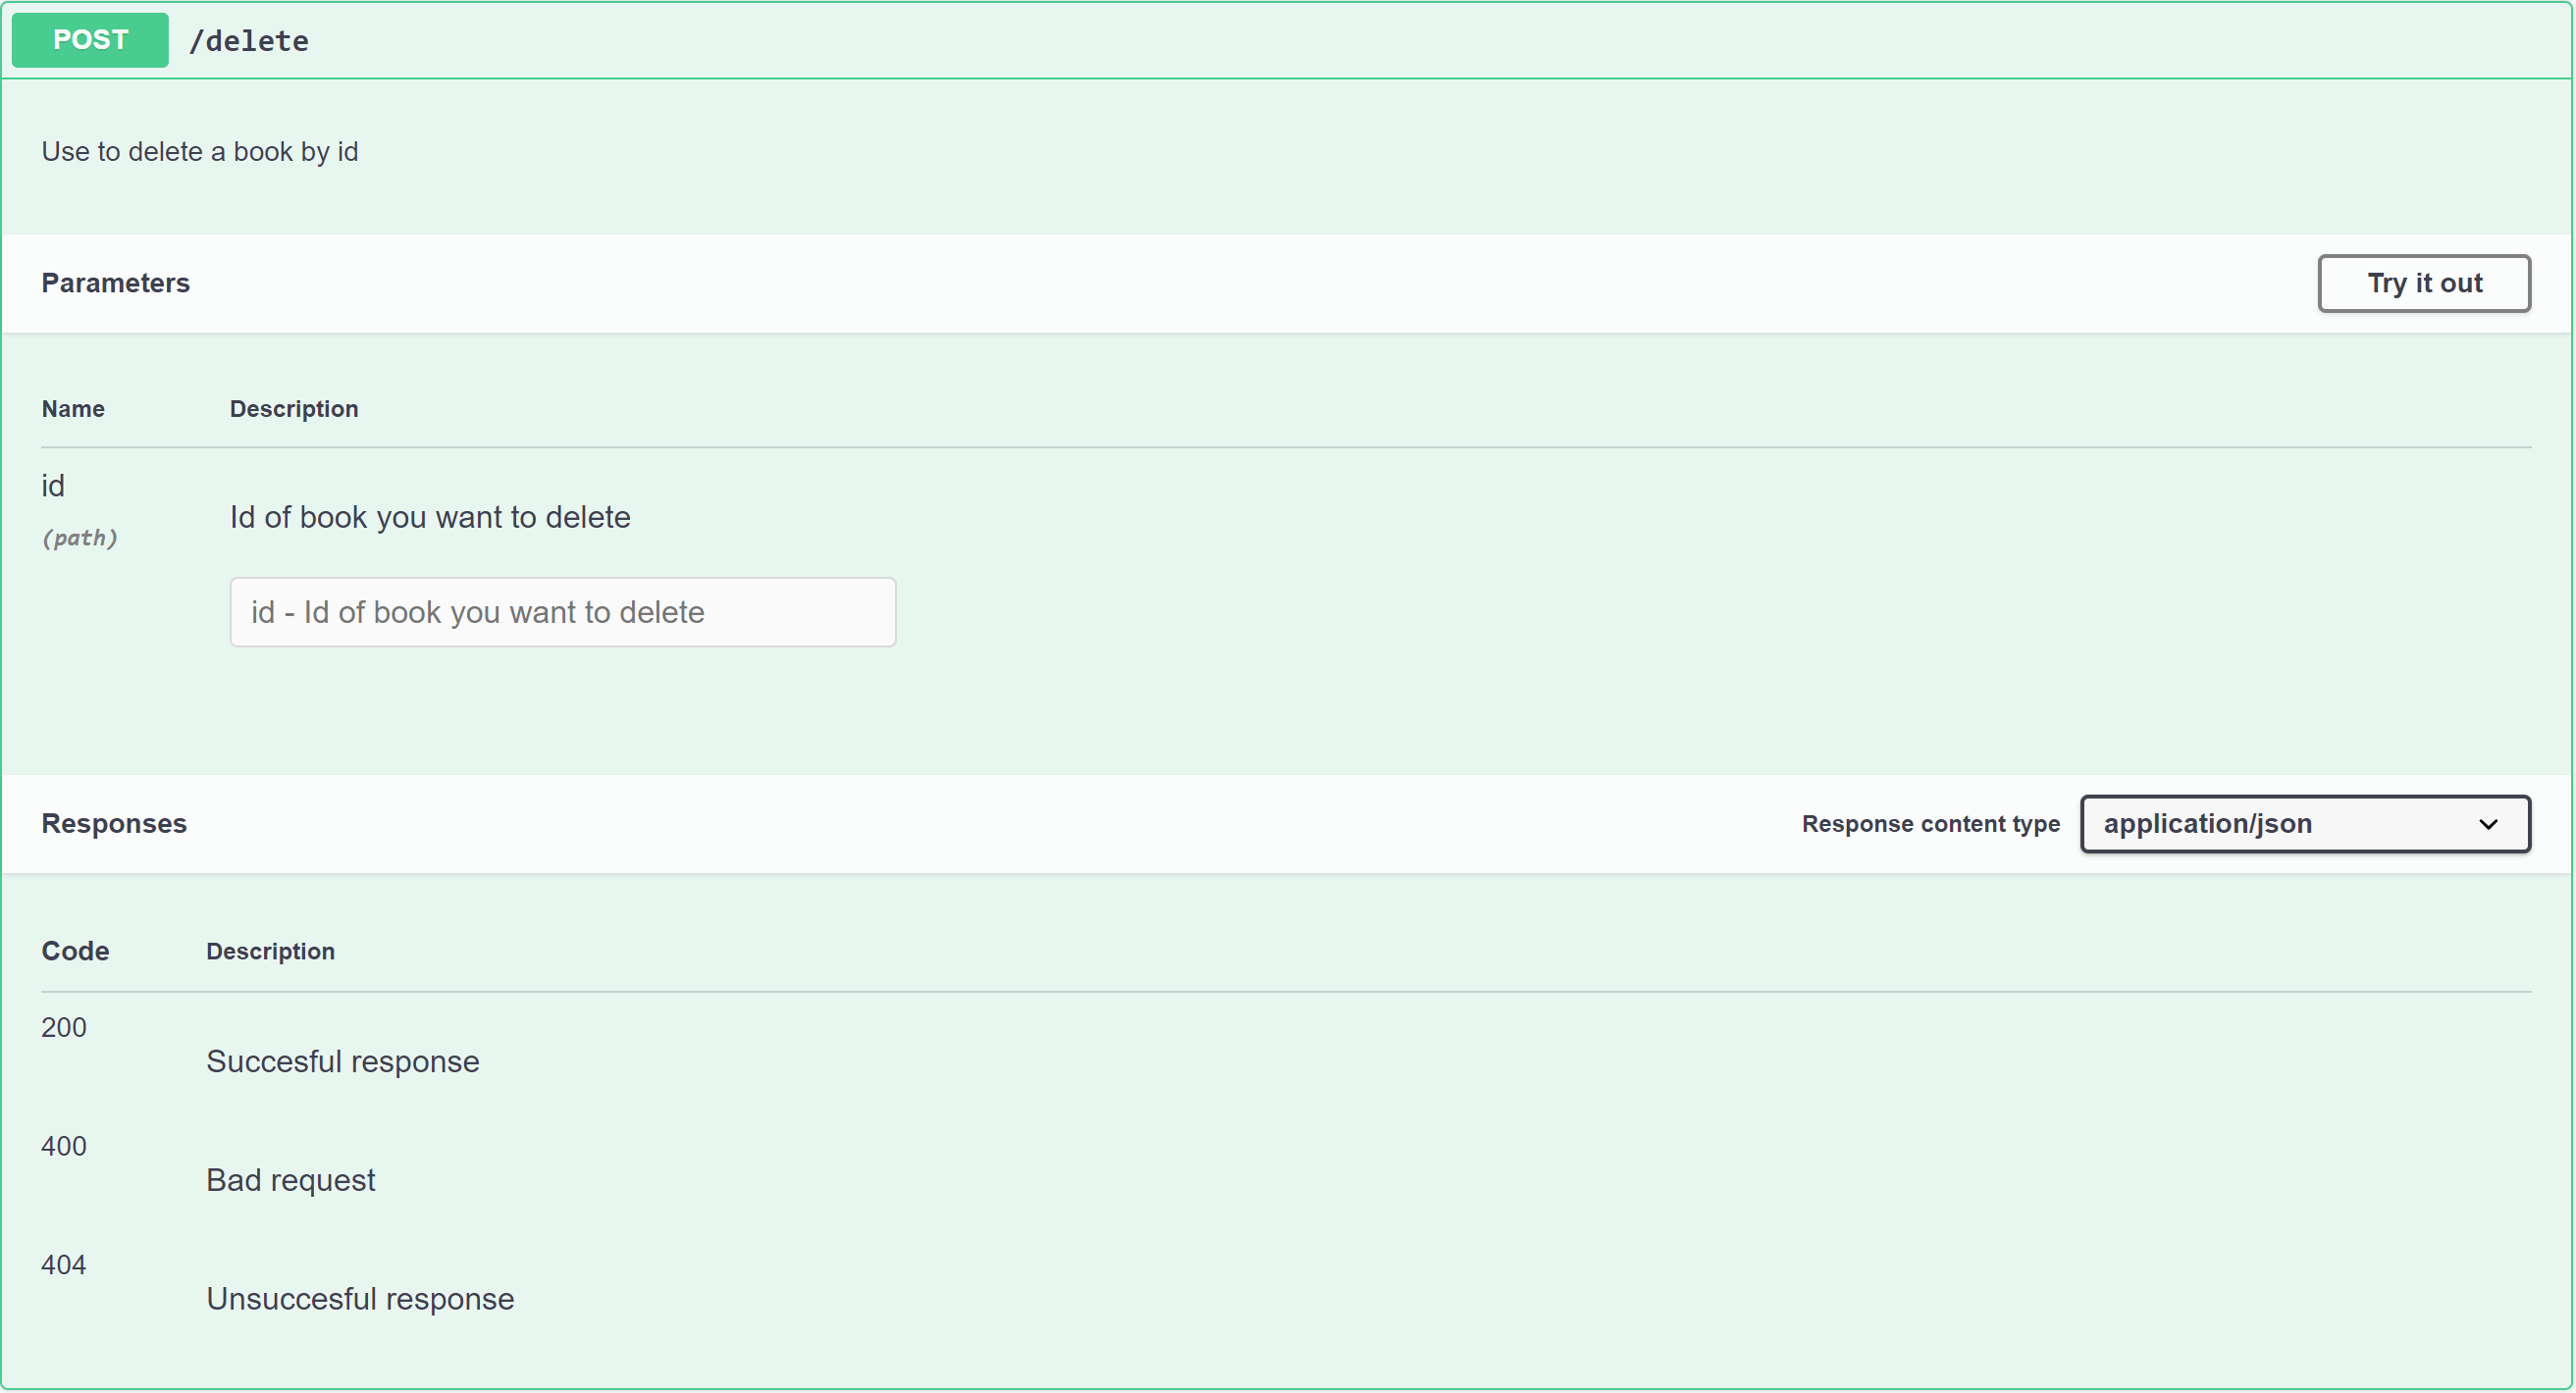 POST /delete
Use to delete a book by id
Parameters Try it out
Name Description
id
Id of book you want to delete
(path)
id - Id of book you want to delete
Responses Response content type application/json
Code Description
200
Succesful response
400
Bad request
404
Unsuccesful response